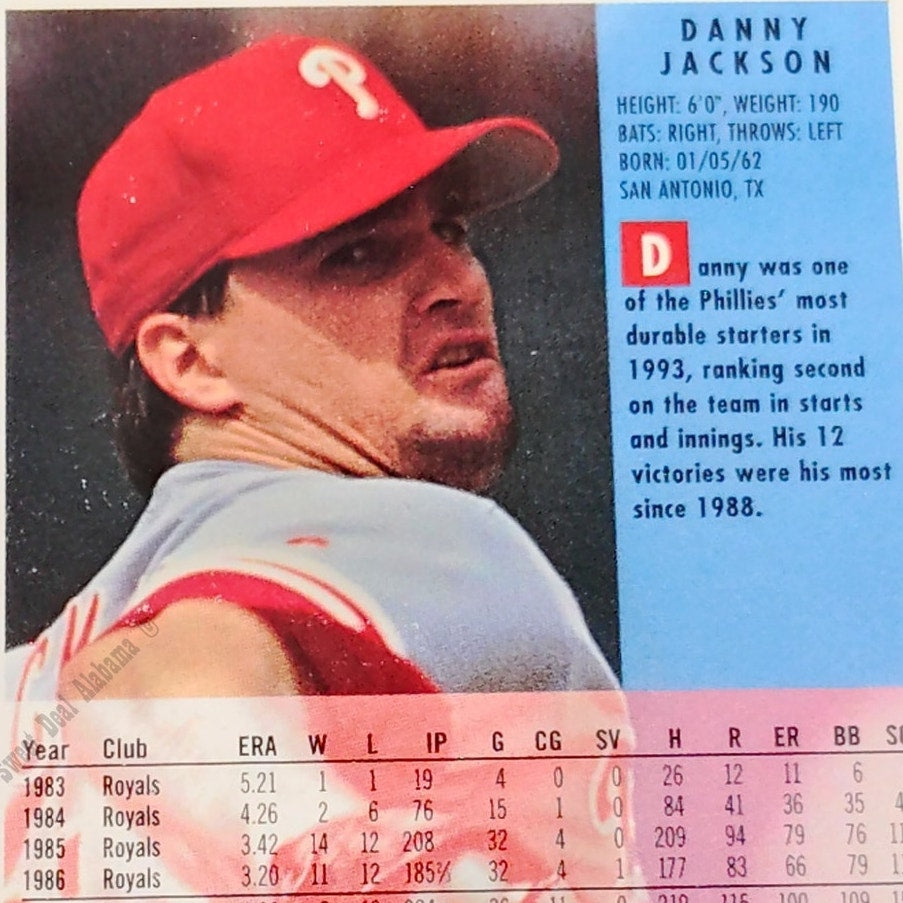 P
DANNY
JACKSON
HEIGHT: 6'0", WEIGHT: 190
BATS: RIGHT, THROWS: LEFT
BORN: 01/05/62
SAN ANTONIO, TX
Danny was one
of the Phillies' most
durable starters in
1993, ranking second
on the team in starts
and innings. His 12
victories were his most
since 1988.
Sweet Deal Alabama ©
Year Club ERA W L IP G CG SV H R ER BB SO
1983 Royals 5.21 1 1 19 4 0 0 26 12 11 6
1984 Royals 4.26 2 6 76 15 1 0 84 41 36 35
1985 Royals 3.42 14 12 208 32 4 0 209 94 79 76
1986 Royals 3.20 11 12 185⅔ 32 4 1 177 83 66 79